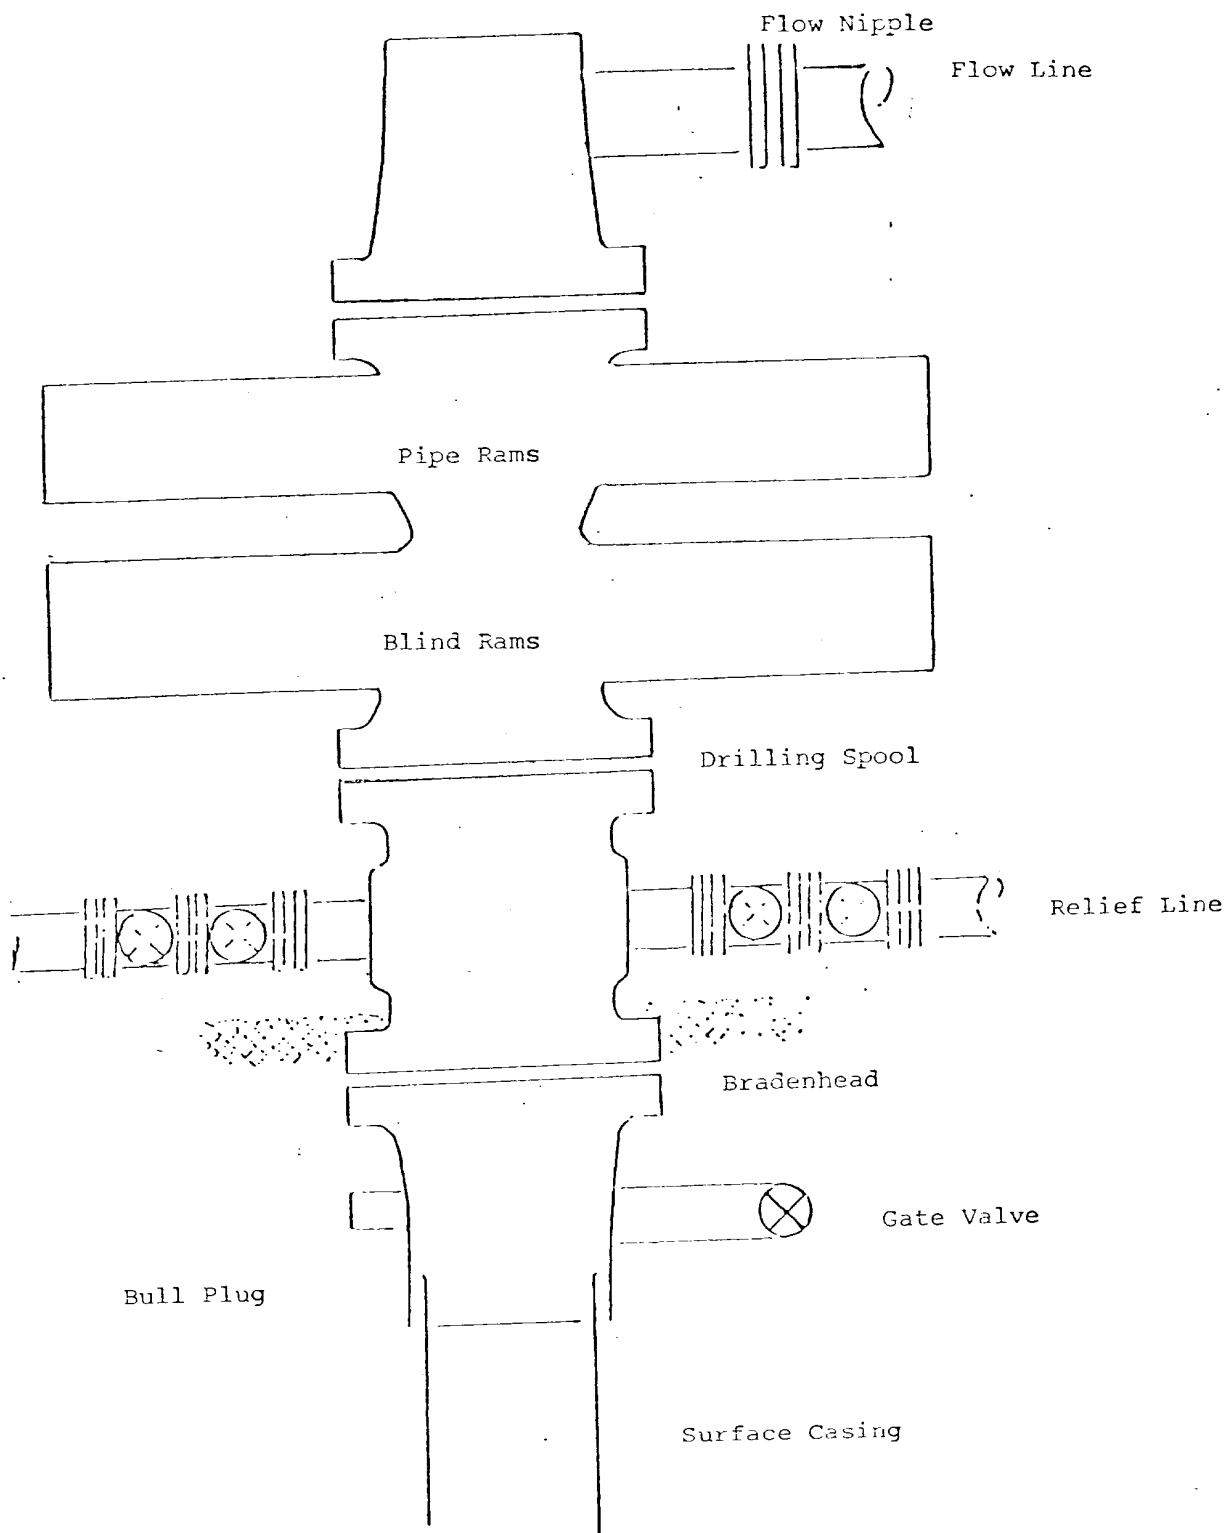 Flow Nipple
Flow Line
Pipe Rams
Blind Rams
Drilling Spool
Relief Line
Bradenhead
Gate Valve
Bull Plug
Surface Casing